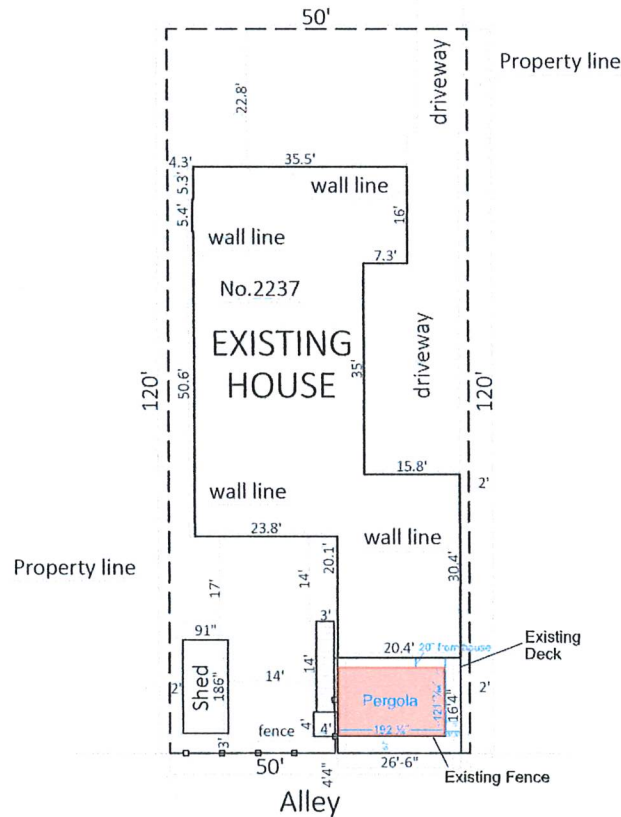 50'
Property line
driveway
22.8'
4.3'
35.5'
5.3'
wall line
5.4'
16'
wall line
7.3'
No.2237
EXISTING
HOUSE
driveway
35'
120'
50.6'
120'
15.8'
2'
wall line
23.8'
wall line
20.1'
30.4'
Property line
17'
14'
3'
91"
20.4'
20" from house
Existing
Deck
Shed
186"
2'
14'
14'
Pergola
16'4"
2'
fence
4'
4'
192 ¼"
3'
50'
4'4"
26'-6"
Existing Fence
Alley